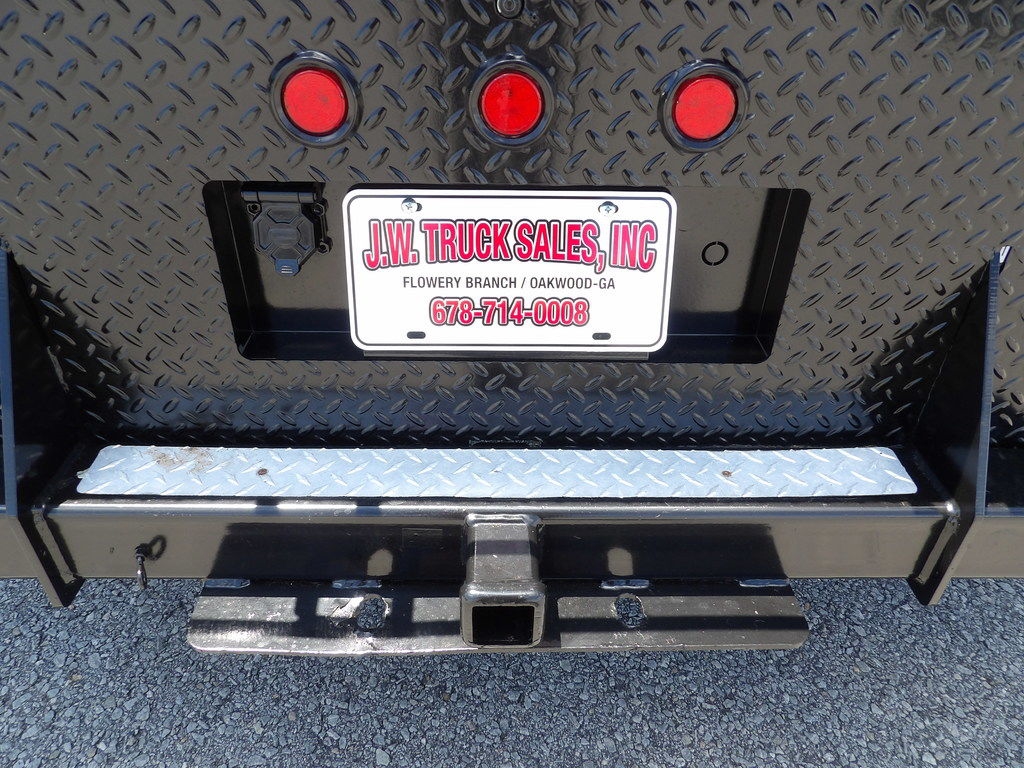 J.W. TRUCK SALES, INC
FLOWERY BRANCH / OAKWOOD-GA
678-714-0008